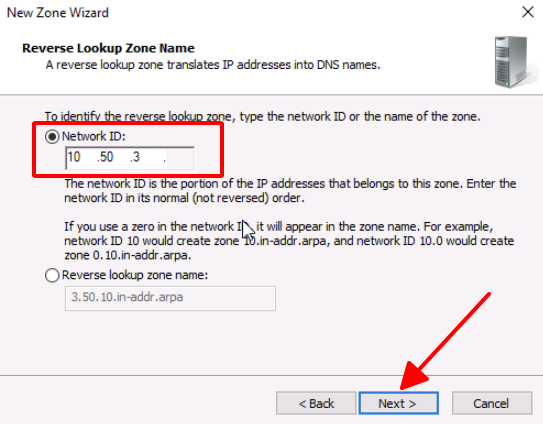 New Zone Wizard
Reverse Lookup Zone Name
A reverse lookup zone translates IP addresses into DNS names.
To identify the reverse lookup zone, type the network ID or the name of the zone.
Network ID:
10 .50 .3 .
The network ID is the portion of the IP addresses that belongs to this zone. Enter the
network ID in its normal (not reversed) order.
If you use a zero in the network ID, it will appear in the zone name. For example,
network ID 10 would create zone 10.in-addr.arpa, and network ID 10.0 would create
zone 0.10.in-addr.arpa.
Reverse lookup zone name:
3.50.10.in-addr.arpa
< Back
Next >
Cancel